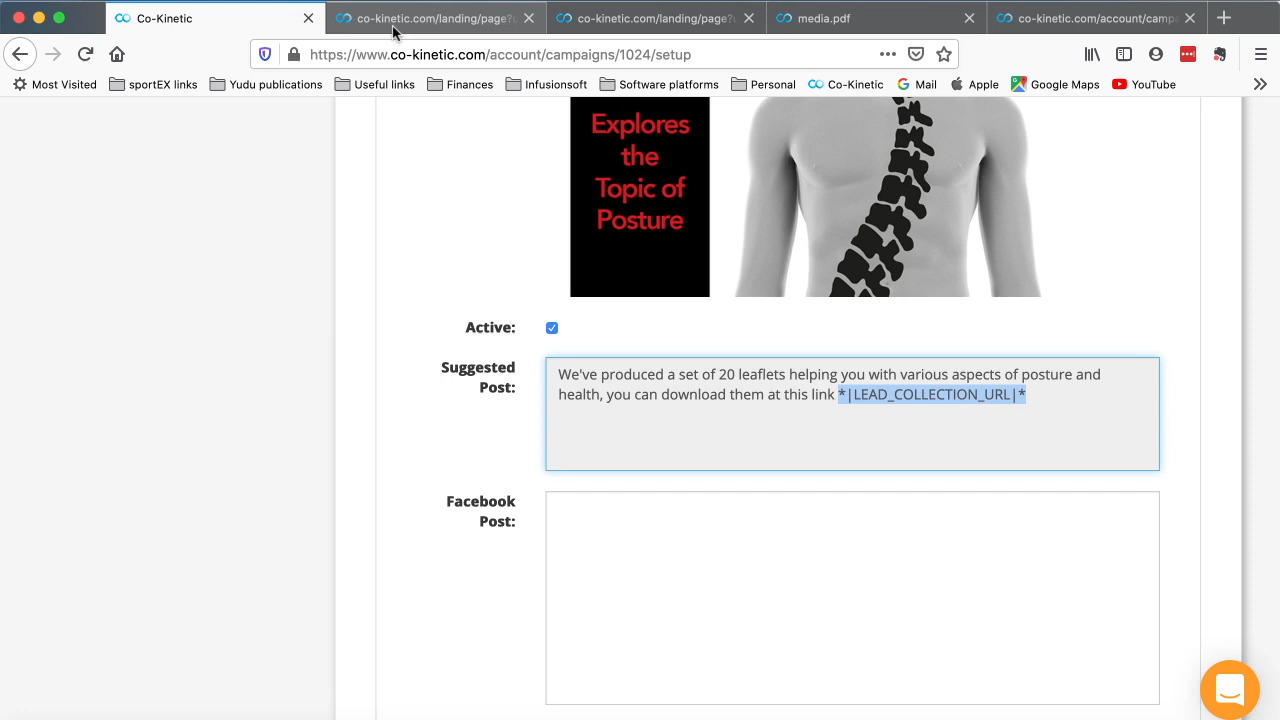 Co-Kinetic
co-kinetic.com/landing/page?u
co-kinetic.com/landing/page?u
media.pdf
co-kinetic.com/account/campa
https://www.co-kinetic.com/account/campaigns/1024/setup
Most Visited
sportEX links
Yudu publications
Useful links
Finances
Infusionsoft
Software platforms
Personal
Co-Kinetic
Mail
Apple
Google Maps
YouTube
Explores
the
Topic of
Posture
Active:
Suggested
Post:
We've produced a set of 20 leaflets helping you with various aspects of posture and
health, you can download them at this link *|LEAD_COLLECTION_URL|*
Facebook
Post: